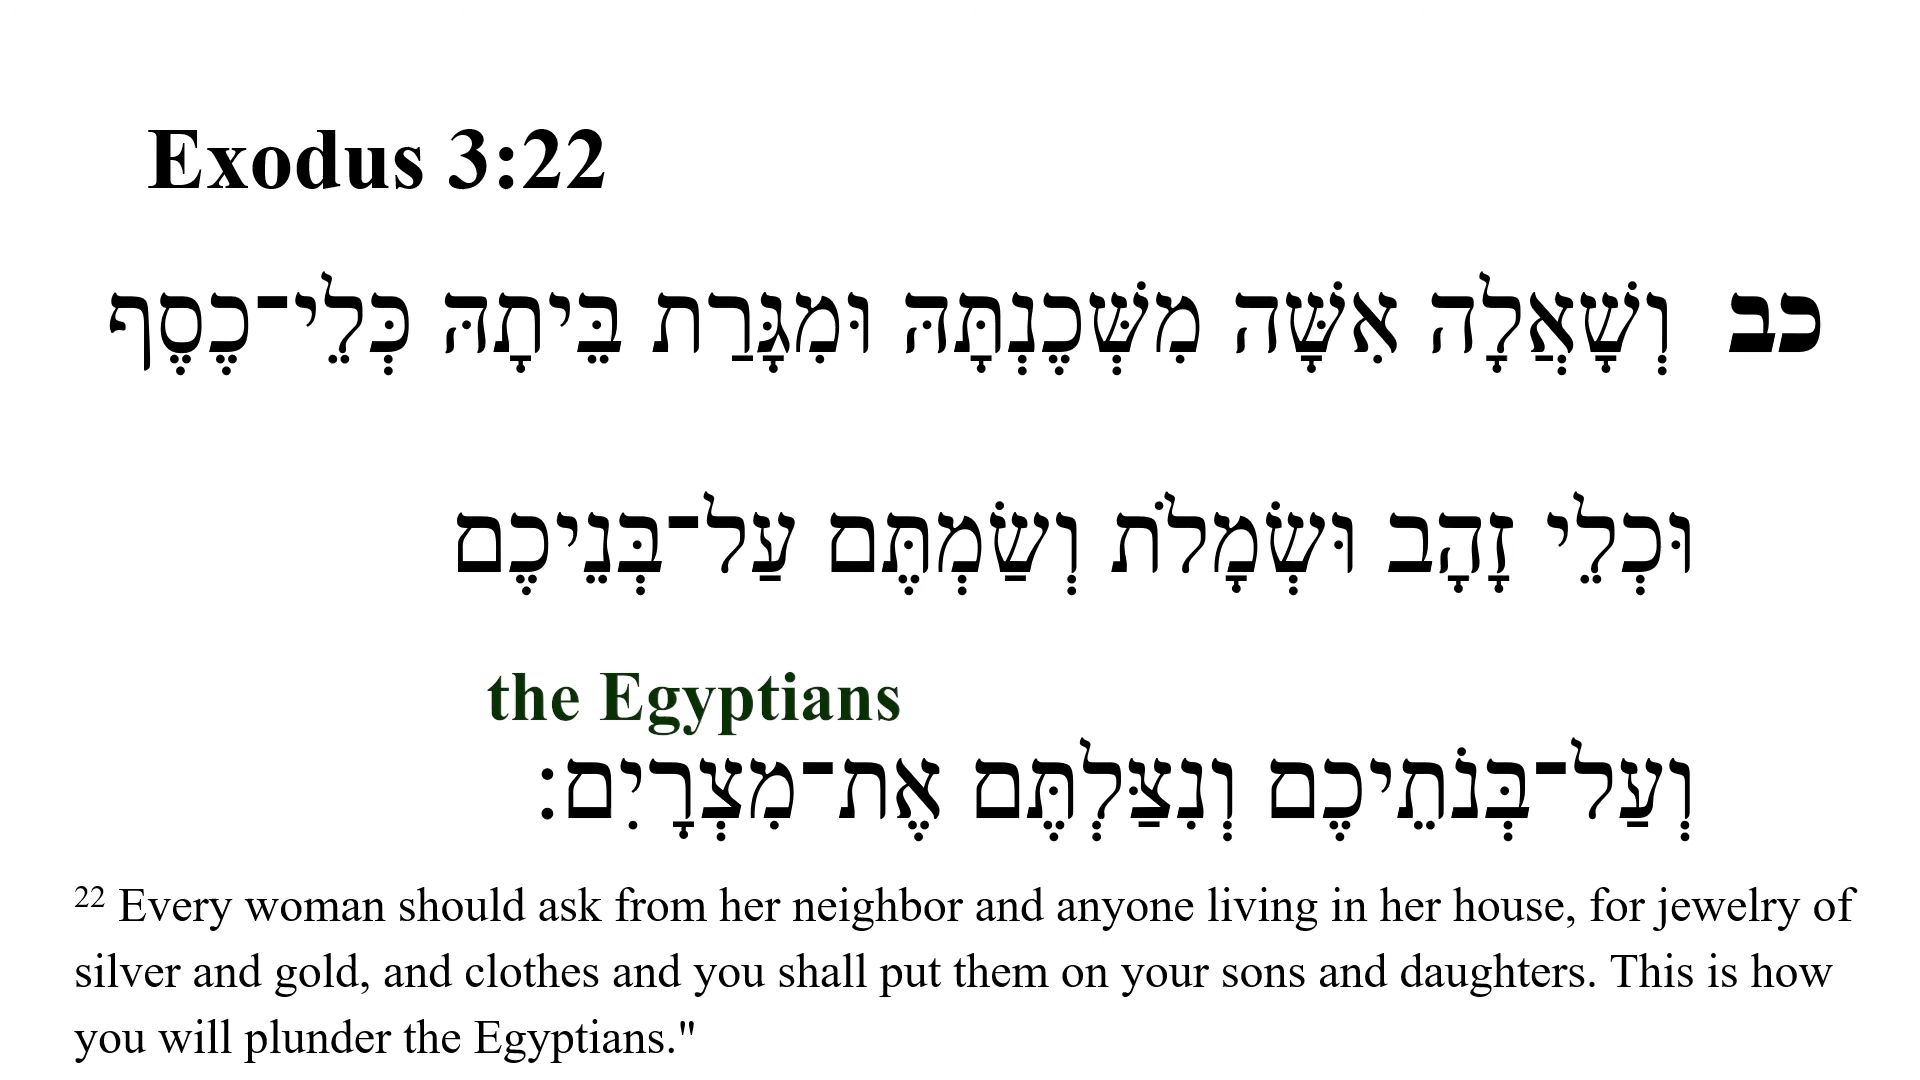 Exodus 3:22
כב וְשָׁאֲלָה אִשָּׁה מִשְּׁכֶנְתָּהּ וּמִגָּרַת בֵּיתָהּ כְּלֵי־כֶסֶף
וּכְלֵי זָהָב וּשְׂמָלֹת וְשַׂמְתֶּם עַל־בְּנֵיכֶם
the Egyptians
וְעַל־בְּנֹתֵיכֶם וְנִצַּלְתֶּם אֶת־מִצְרָיִם׃
22 Every woman should ask from her neighbor and anyone living in her house, for jewelry of
silver and gold, and clothes and you shall put them on your sons and daughters. This is how
you will plunder the Egyptians."